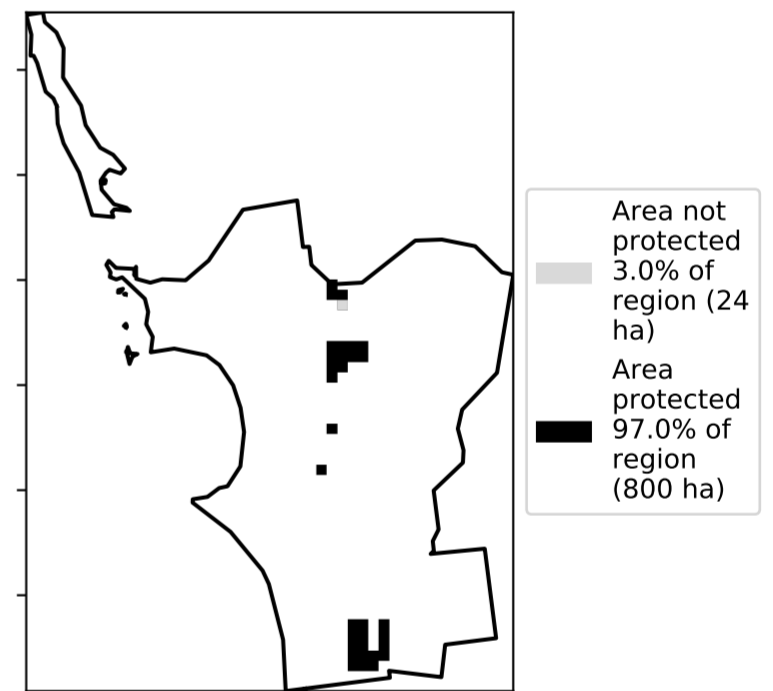 Area not
protected
3.0% of
region (24
ha)
Area
protected
97.0% of
region
(800 ha)